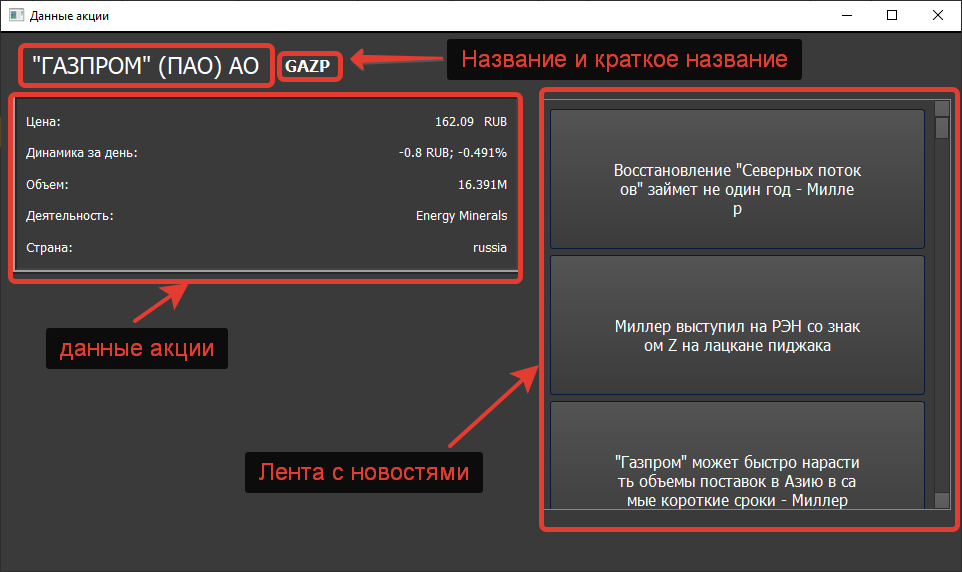 Данные акции
"ГАЗПРОМ" (ПАО) АО GAZP
Название и краткое название
Цена: 162.09 RUB
Динамика за день: -0.8 RUB; -0.491%
Объем: 16.391M
Деятельность: Energy Minerals
Страна: russia
данные акции
Восстановление "Северных поток
ов" займет не один год - Милле
р
Миллер выступил на РЭН со знак
ом Z на лацкане пиджака
"Газпром" может быстро нарасти
ть объемы поставок в Азию в са
мые короткие сроки - Миллер
Лента с новостями